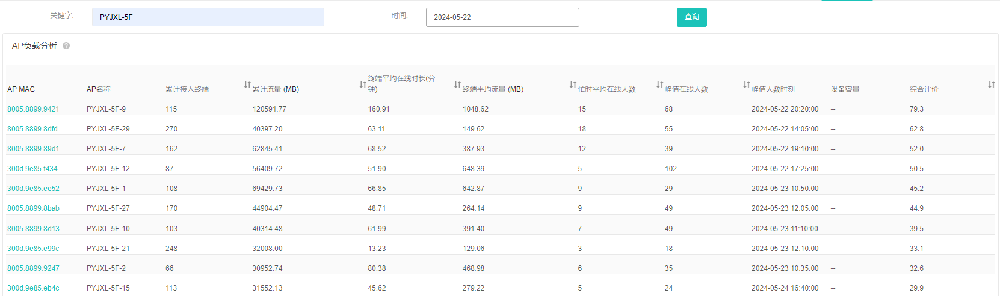 关键字: PYJXL-5F 时间: 2024-05-22 查询
AP负载分析
AP MAC AP名称 累计接入终端 累计流量 (MB) 终端平均在线时长(分钟) 终端平均流量 (MB) 忙时平均在线人数 峰值在线人数 峰值人数时刻 设备容量 综合评价
8005.8899.9421 PYJXL-5F-9 115 120591.77 160.91 1048.62 15 68 2024-05-22 20:20:00 -- 79.3
8005.8899.8dfd PYJXL-5F-29 270 40397.20 63.11 149.62 18 55 2024-05-22 14:05:00 -- 62.8
8005.8899.89d1 PYJXL-5F-7 162 62845.41 68.52 387.93 12 39 2024-05-22 19:10:00 -- 52.0
300d.9e85.f434 PYJXL-5F-12 87 56409.72 51.90 648.39 5 102 2024-05-22 17:25:00 -- 50.5
300d.9e85.ee52 PYJXL-5F-1 108 69429.73 66.85 642.87 9 29 2024-05-23 10:50:00 -- 45.2
8005.8899.8bab PYJXL-5F-27 170 44904.47 48.71 264.14 9 49 2024-05-23 12:05:00 -- 44.9
8005.8899.8d13 PYJXL-5F-10 103 40314.48 61.99 391.40 7 49 2024-05-23 11:10:00 -- 39.5
300d.9e85.e99c PYJXL-5F-21 248 32008.00 13.23 129.06 3 18 2024-05-23 12:10:00 -- 33.1
8005.8899.9247 PYJXL-5F-2 66 30952.74 80.38 468.98 6 35 2024-05-23 10:35:00 -- 32.6
300d.9e85.eb4c PYJXL-5F-15 113 31552.13 45.62 279.22 5 24 2024-05-24 16:40:00 -- 29.9